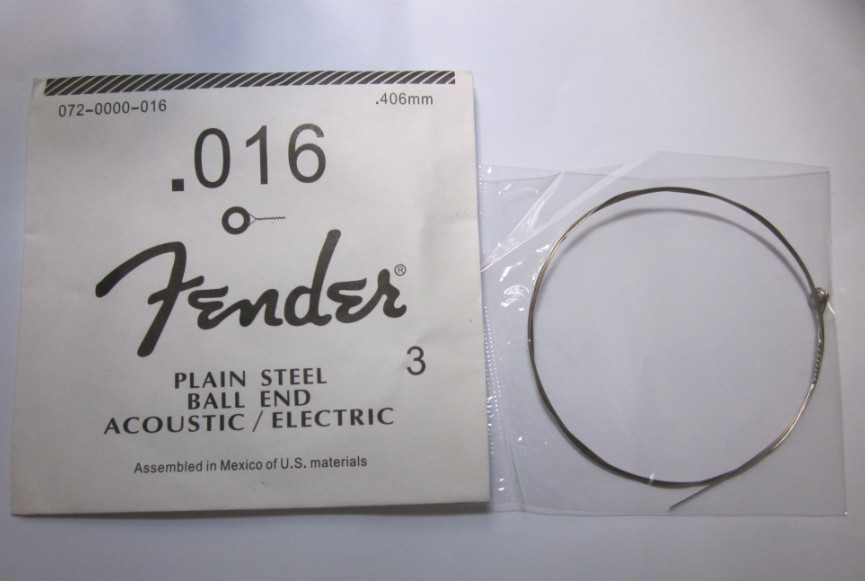 072-0000-016 .406mm
.016
Fender®
3
PLAIN STEEL
BALL END
ACOUSTIC / ELECTRIC
Assembled in Mexico of U.S. materials